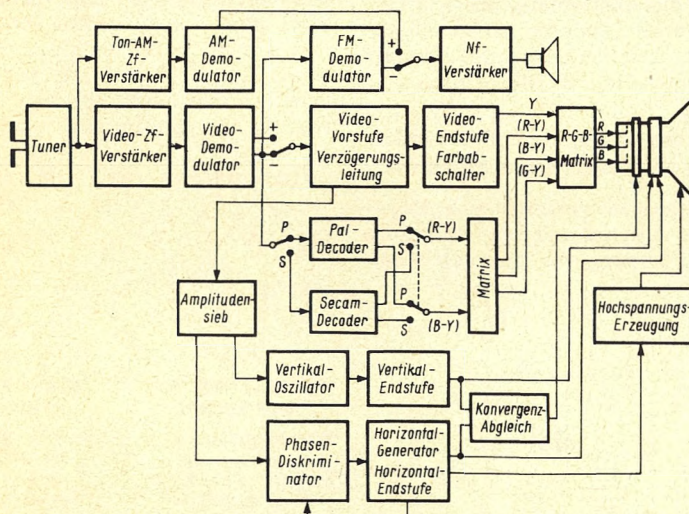 Ton-AM-
Zf-
Verstärker
AM-
Demo-
dulator
FM-
Demo-
dulator
+
−
Nf-
Verstärker
Tuner
Video-Zf-
Verstärker
Video-
Demo-
dulator
+
−
Video-
Vorstufe
Verzögerungs-
leitung
Video-
Endstufe
Farbab-
schalter
Y
(R-Y)
(B-Y)
(G-Y)
R-G-B-
Matrix
R
G
B
P
S
Pal-
Decoder
Secam-
Decoder
P
S
P
S
(R-Y)
(B-Y)
Matrix
Amplituden-
sieb
Hochspannungs-
Erzeugung
Vertikal-
Oszillator
Vertikal-
Endstufe
Konvergenz-
Abgleich
Phasen-
Diskrimi-
nator
Horizontal-
Generator
Horizontal-
Endstufe